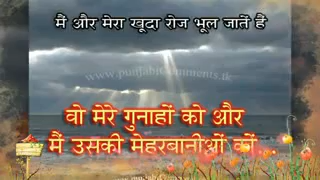 मैं और मेरा खूदा रोज भूल जातें हैं
www.punjabicomments.tk
वो मेरे गुनाहों को और
मैं उसकी मेहरबानीओं कों